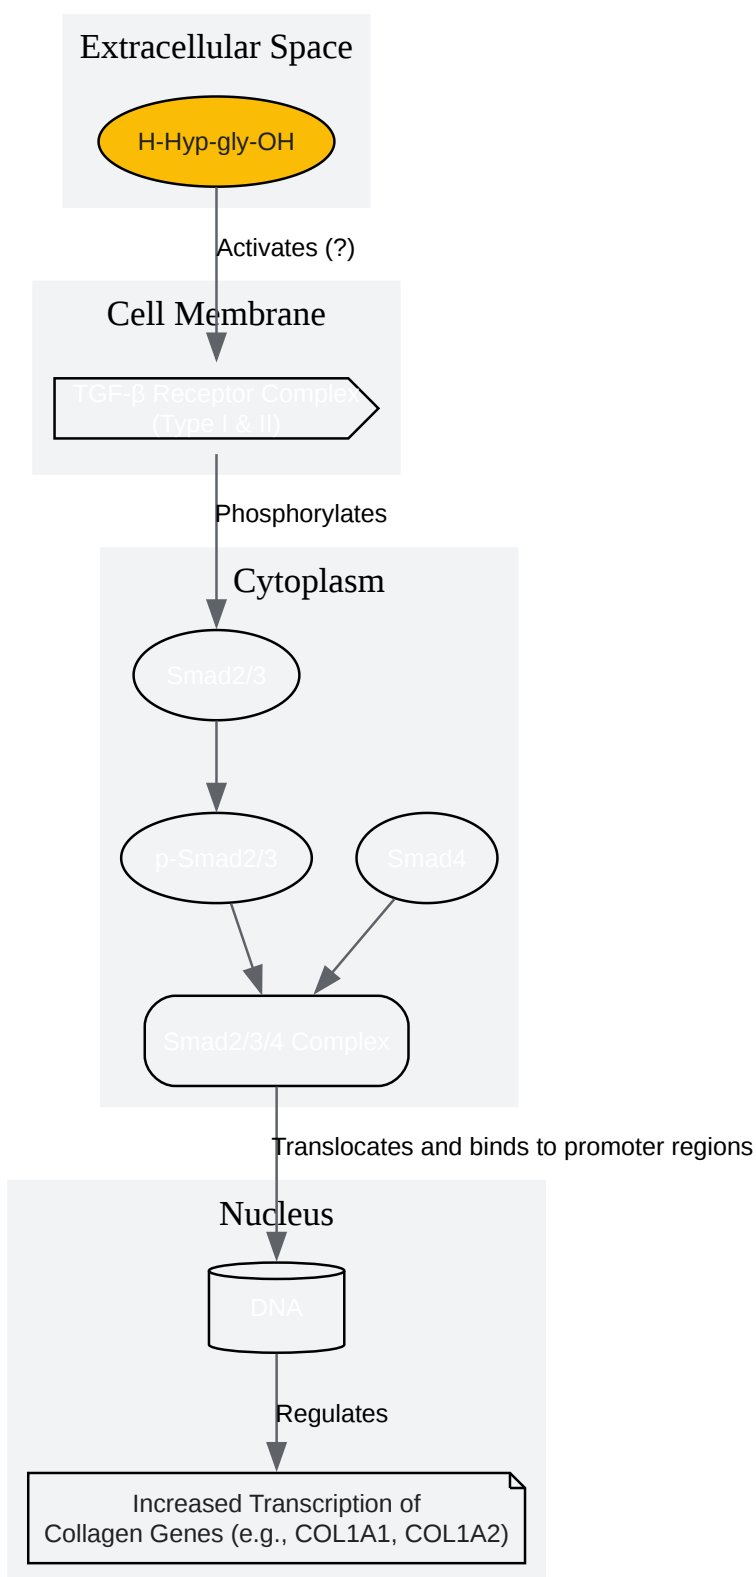 Extracellular Space
H-Hyp-gly-OH
Activates (?)
Cell Membrane
TGF-β Receptor Complex
(Type I & II)
Phosphorylates
Cytoplasm
Smad2/3
p-Smad2/3
Smad4
Smad2/3/4 Complex
Translocates and binds to promoter regions
Nucleus
DNA
Regulates
Increased Transcription of
Collagen Genes (e.g., COL1A1, COL1A2)